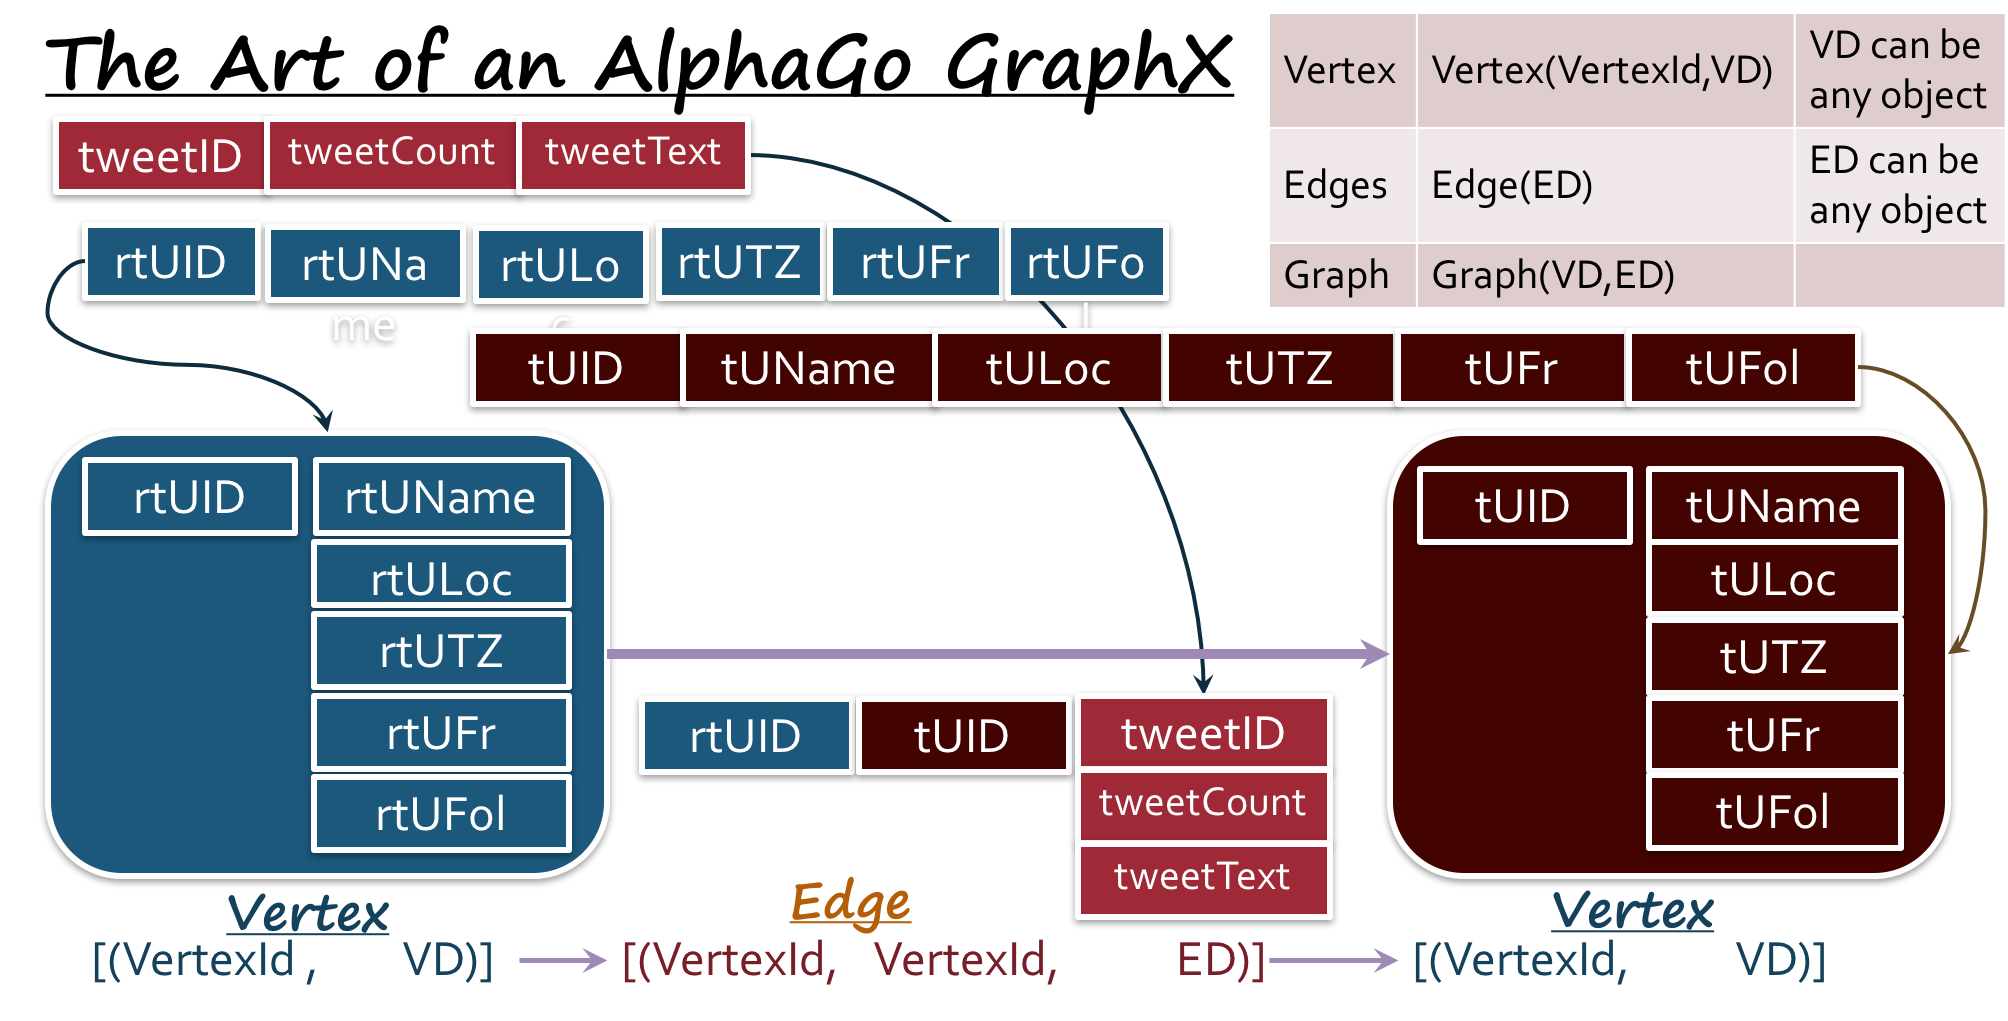 The Art of an AlphaGo GraphX
Vertex Vertex(VertexId,VD) VD can be
any object
Edges Edge(ED) ED can be
any object
Graph Graph(VD,ED)
tweetID tweetCount tweetText
rtUID rtUNa rtULo rtUTZ rtUFr rtUFo
me c l
tUID tUName tULoc tUTZ tUFr tUFol
rtUID rtUName
rtULoc
rtUTZ
rtUFr
rtUFol
rtUID tUID tweetID
tweetCount
tweetText
tUID tUName
tULoc
tUTZ
tUFr
tUFol
Vertex
[(VertexId , VD)]
Edge
[(VertexId, VertexId, ED)]
Vertex
[(VertexId, VD)]